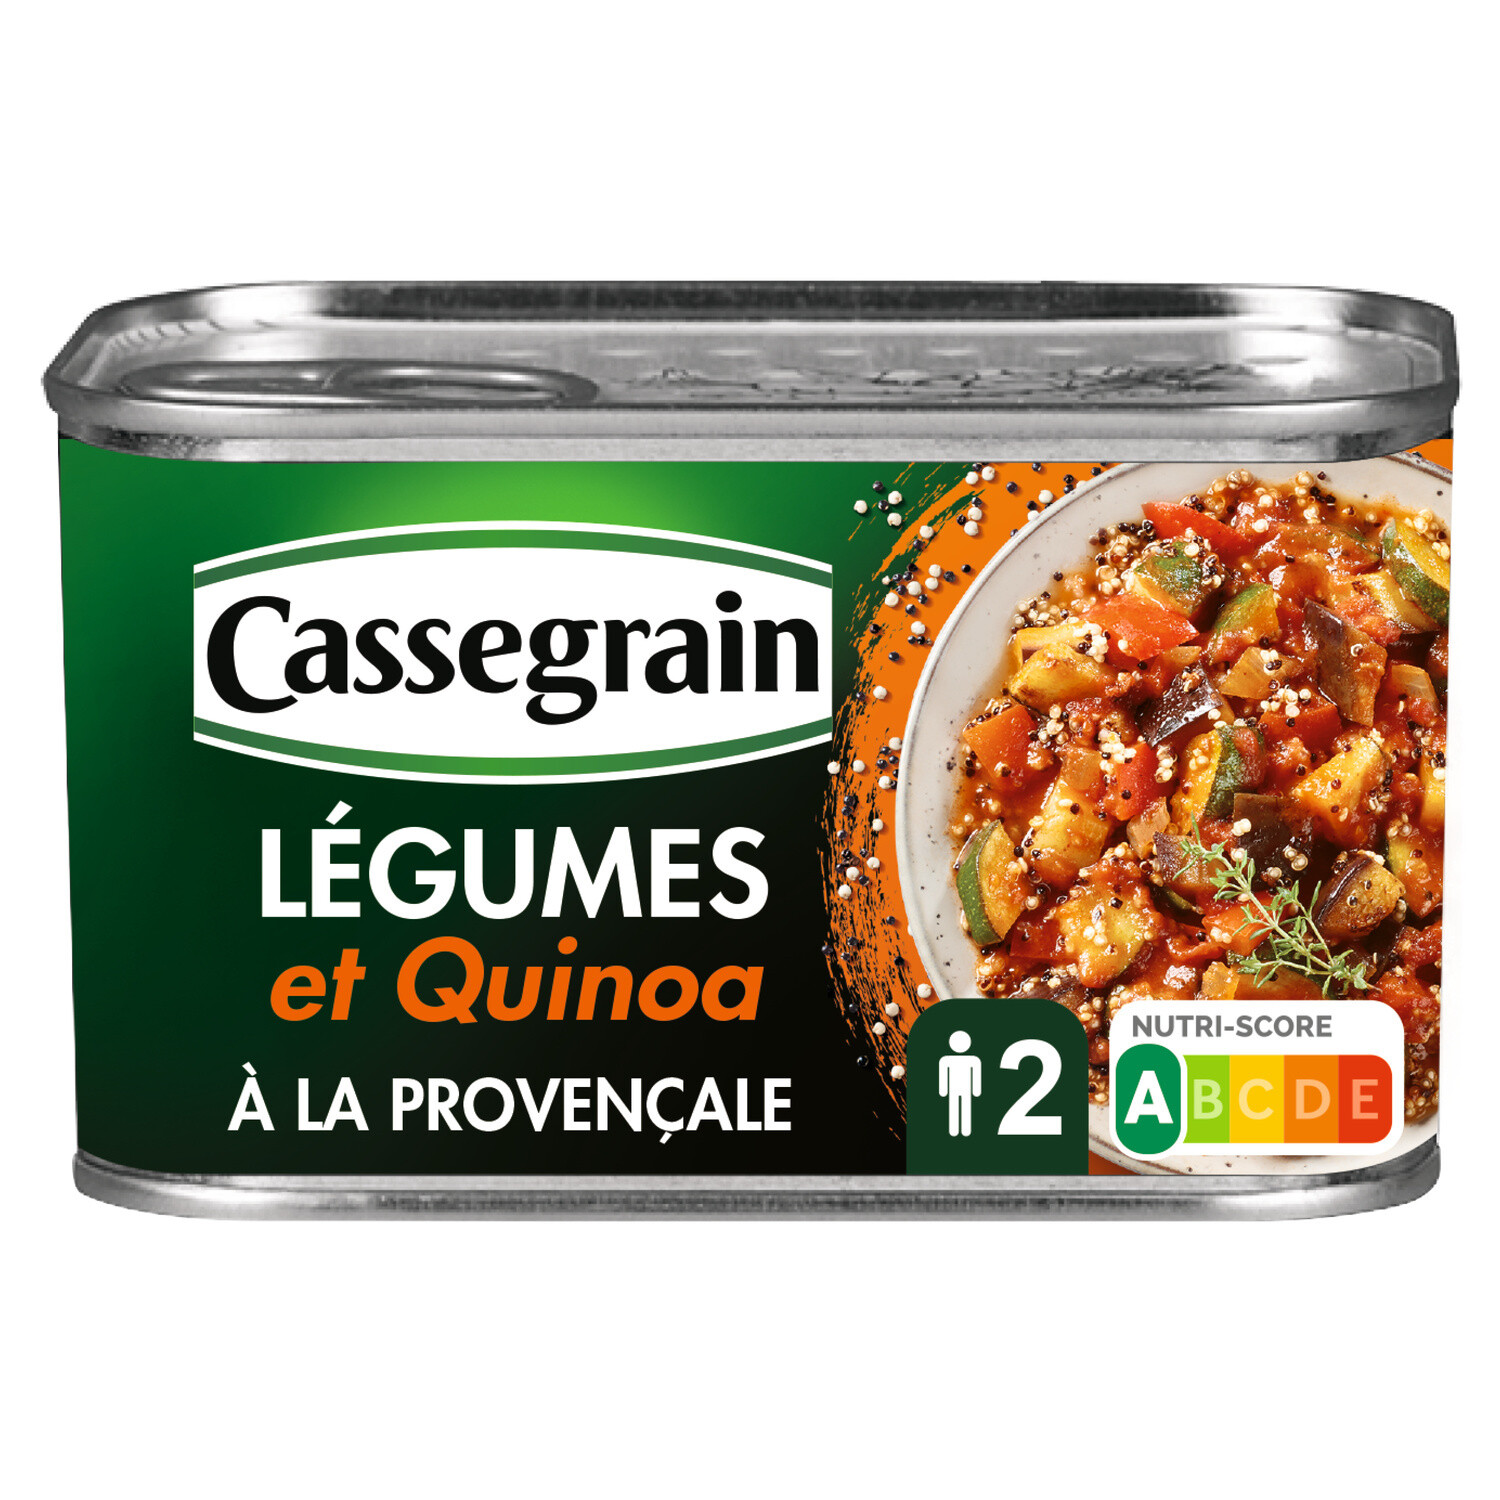 Cassegrain
LÉGUMES
et Quinoa
À LA PROVENÇALE
2
NUTRI-SCORE
A B C D E